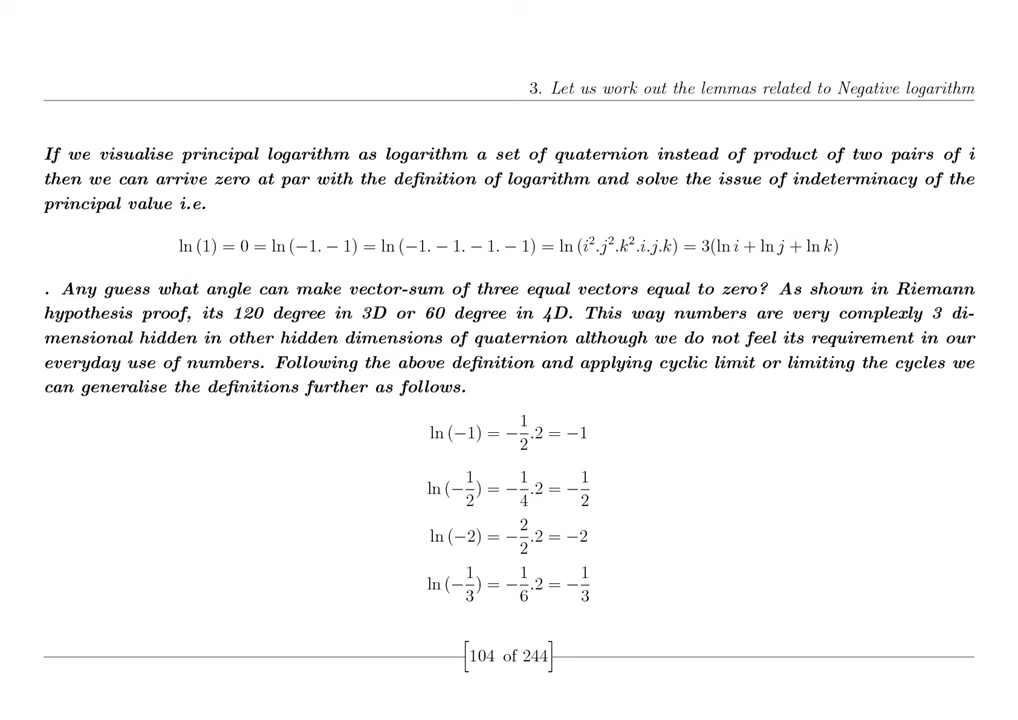 3. Let us work out the lemmas related to Negative logarithm
If we visualise principal logarithm as logarithm a set of quaternion instead of product of two pairs of i
then we can arrive zero at par with the definition of logarithm and solve the issue of indeterminacy of the
principal value i.e.
ln (1) = 0 = ln (−1. − 1) = ln (−1. − 1. − 1. − 1) = ln (i².j².k².i.j.k) = 3(ln i + ln j + ln k)
. Any guess what angle can make vector-sum of three equal vectors equal to zero? As shown in Riemann
hypothesis proof, its 120 degree in 3D or 60 degree in 4D. This way numbers are very complexly 3 di-
mensional hidden in other hidden dimensions of quaternion although we do not feel its requirement in our
everyday use of numbers. Following the above definition and applying cyclic limit or limiting the cycles we
can generalise the definitions further as follows.
ln (−1) = −1/2.2 = −1
ln (−1/2) = −1/4.2 = −1/2
ln (−2) = −2/2.2 = −2
ln (−1/3) = −1/6.2 = −1/3
[104 of 244]